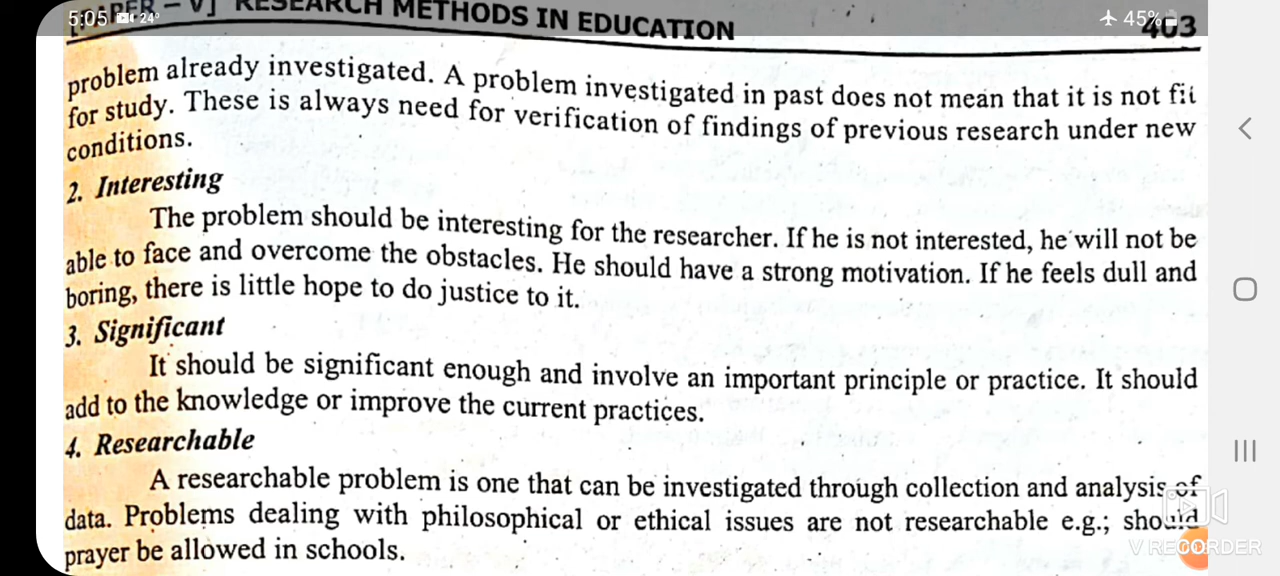 5:05 24° 45%
PAPER – V] RESEARCH METHODS IN EDUCATION 403
problem already investigated. A problem investigated in past does not mean that it is not fit
for study. These is always need for verification of findings of previous research under new
conditions.
2. Interesting
The problem should be interesting for the researcher. If he is not interested, he will not be
able to face and overcome the obstacles. He should have a strong motivation. If he feels dull and
boring, there is little hope to do justice to it.
3. Significant
It should be significant enough and involve an important principle or practice. It should
add to the knowledge or improve the current practices.
4. Researchable
A researchable problem is one that can be investigated through collection and analysis of
data. Problems dealing with philosophical or ethical issues are not researchable e.g.; should
prayer be allowed in schools.
V RECORDER